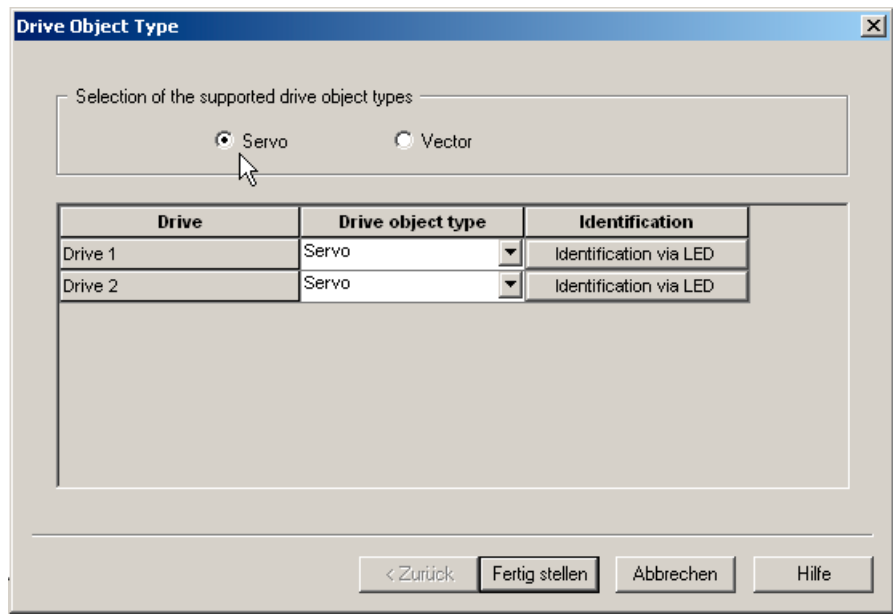 Drive Object Type
Selection of the supported drive object types
Servo Vector
Drive Drive object type Identification
Drive 1 Servo Identification via LED
Drive 2 Servo Identification via LED
< Zurück Fertig stellen Abbrechen Hilfe